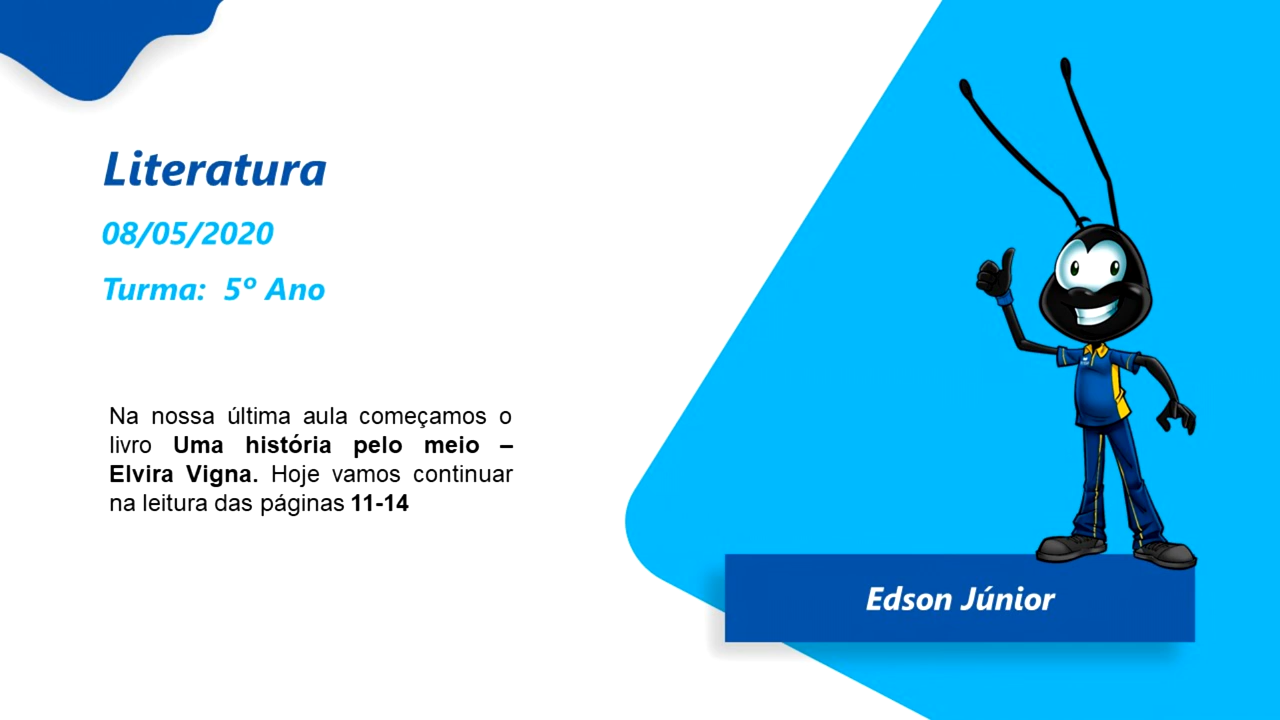 Literatura
08/05/2020
Turma: 5º Ano
Na nossa última aula começamos o
livro Uma história pelo meio –
Elvira Vigna. Hoje vamos continuar
na leitura das páginas 11-14
Edson Júnior